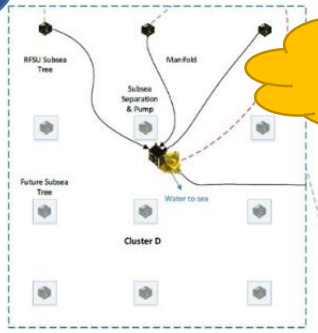 RFSU Subsea
Tree
Manifold
Subsea
Separation
& Pump
Future Subsea
Tree
Water to sea
Cluster D